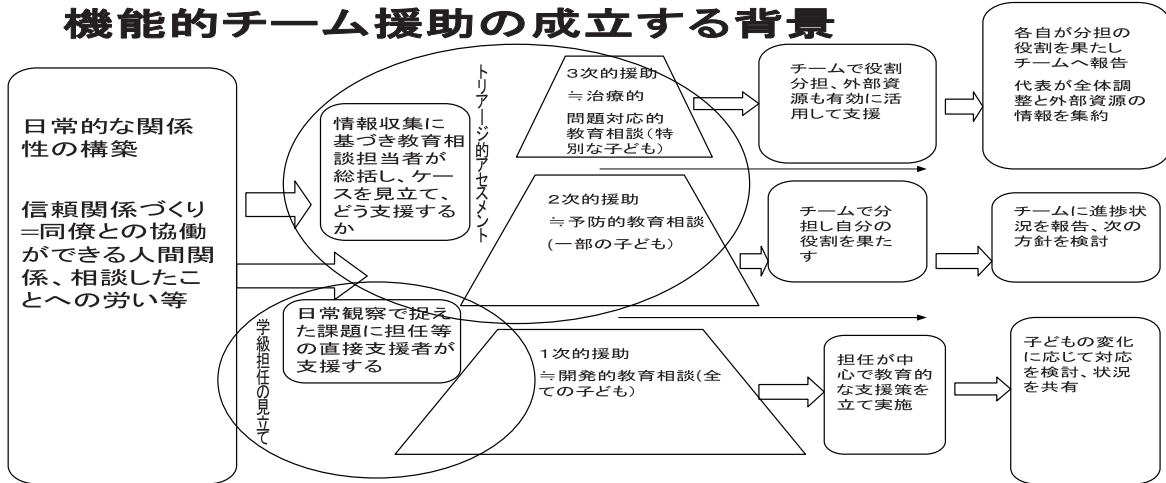 機能的チーム援助の成立する背景
日常的な関係
性の構築
信頼関係づくり
=同僚との協働
ができる人間関
係、相談したこ
とへの労い等
情報収集に
基づき教育相
談担当者が
総括し、ケー
スを見立て、
どう支援する
か
トリアージ的アセスメント
3次的援助
≒治療的
問題対応的
教育相談(特
別な子ども)
チームで役割
分担、外部資
源も有効に活
用して支援
各自が分担の
役割を果たし
チームへ報告
代表が全体調
整と外部資源の
情報を集約
2次的援助
≒予防的教育相談
(一部の子ども)
チームで分
担し自分の
役割を果た
す
チームに進捗状
況を報告、次の
方針を検討
学級担任の見立て
日常観察で捉え
た課題に担任等
の直接支援者が
支援する
1次的援助
≒開発的教育相談(全
ての子ども)
担任が中
心で教育的
な支援策を
立て実施
子どもの変化
に応じて対応
を検討、状況
を共有